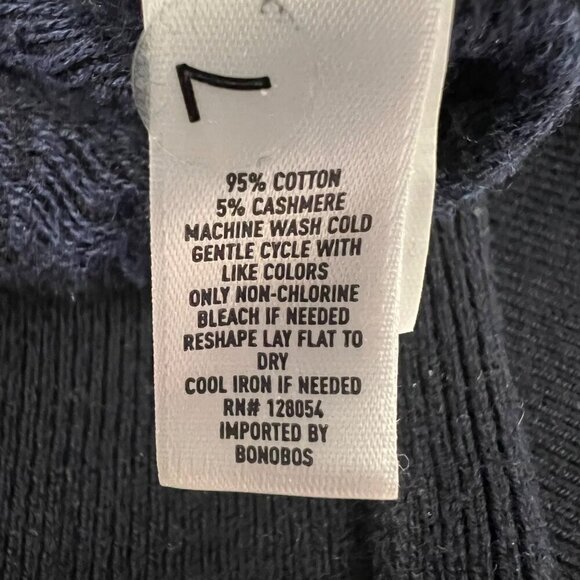 L
95% COTTON
5% CASHMERE
MACHINE WASH COLD
GENTLE CYCLE WITH
LIKE COLORS
ONLY NON-CHLORINE
BLEACH IF NEEDED
RESHAPE LAY FLAT TO
DRY
COOL IRON IF NEEDED
RN# 128054
IMPORTED BY
BONOBOS